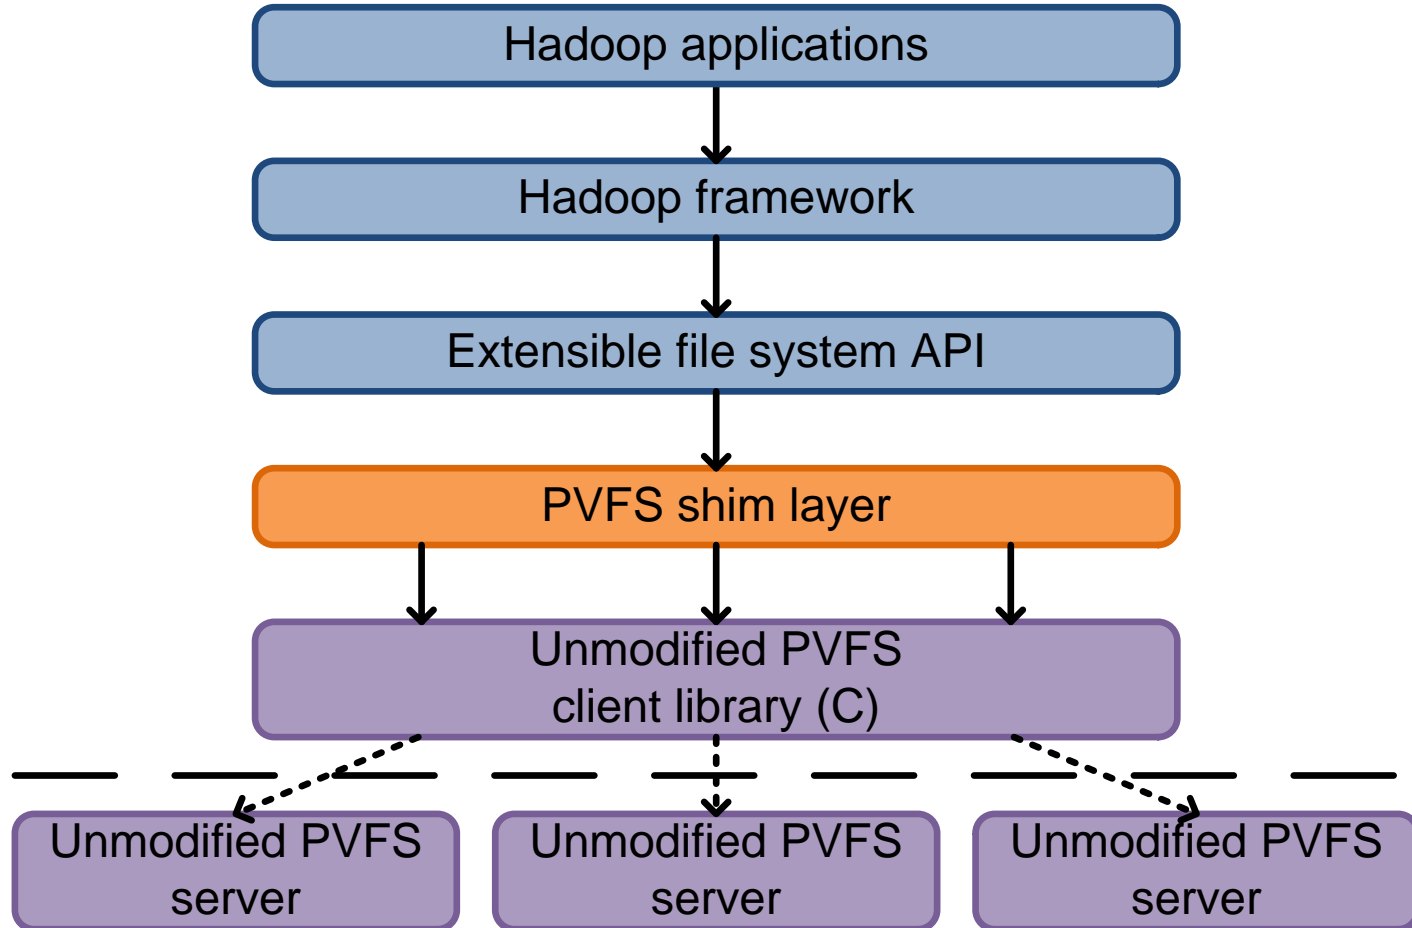 Hadoop applications
Hadoop framework
Extensible file system API
PVFS shim layer
Unmodified PVFS
client library (C)
Unmodified PVFS
server
Unmodified PVFS
server
Unmodified PVFS
server